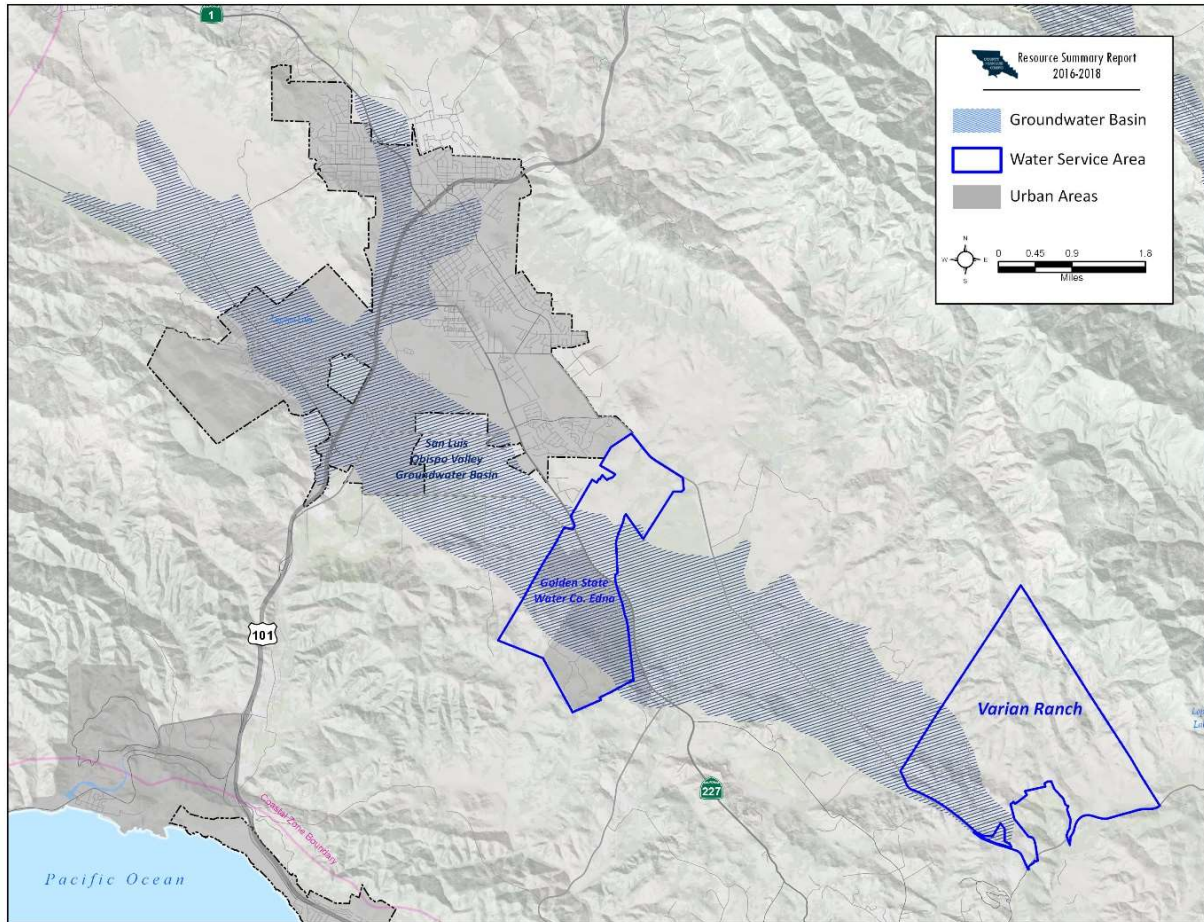 1
Resource Summary Report
2016-2018
Groundwater Basin
Water Service Area
Urban Areas
N
W
E
S
0 0.45 0.9 1.8
Miles
San Luis
Obispo Valley
Groundwater Basin
Golden State
Water Co. Edna
101
Varian Ranch
227
Coastal Zone Boundary
Pacific Ocean